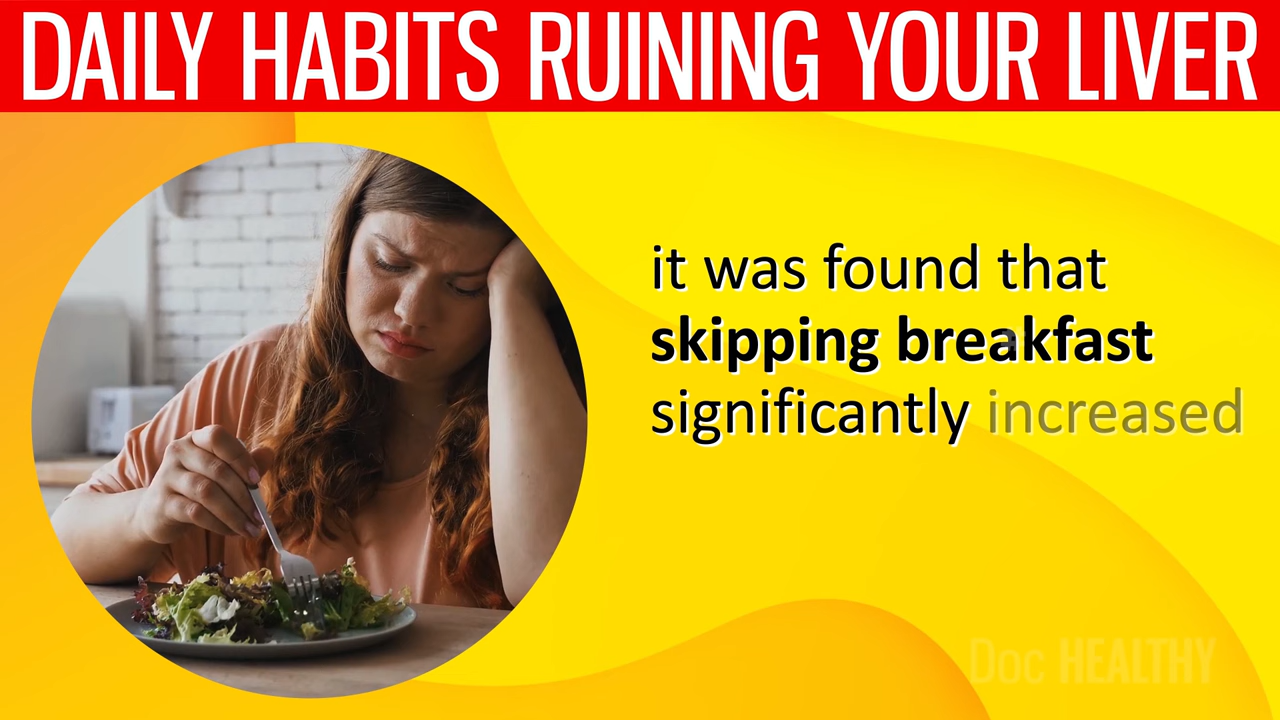 DAILY HABITS RUINING YOUR LIVER
it was found that
skipping breakfast
significantly increased
Doc HEALTHY